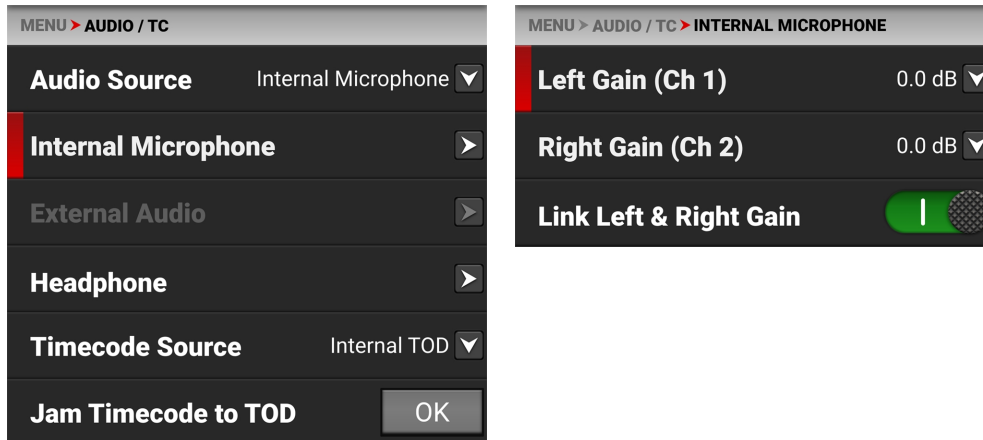 MENU > AUDIO / TC
Audio Source Internal Microphone
Internal Microphone
External Audio
Headphone
Timecode Source Internal TOD
Jam Timecode to TOD OK
MENU > AUDIO / TC > INTERNAL MICROPHONE
Left Gain (Ch 1) 0.0 dB
Right Gain (Ch 2) 0.0 dB
Link Left & Right Gain